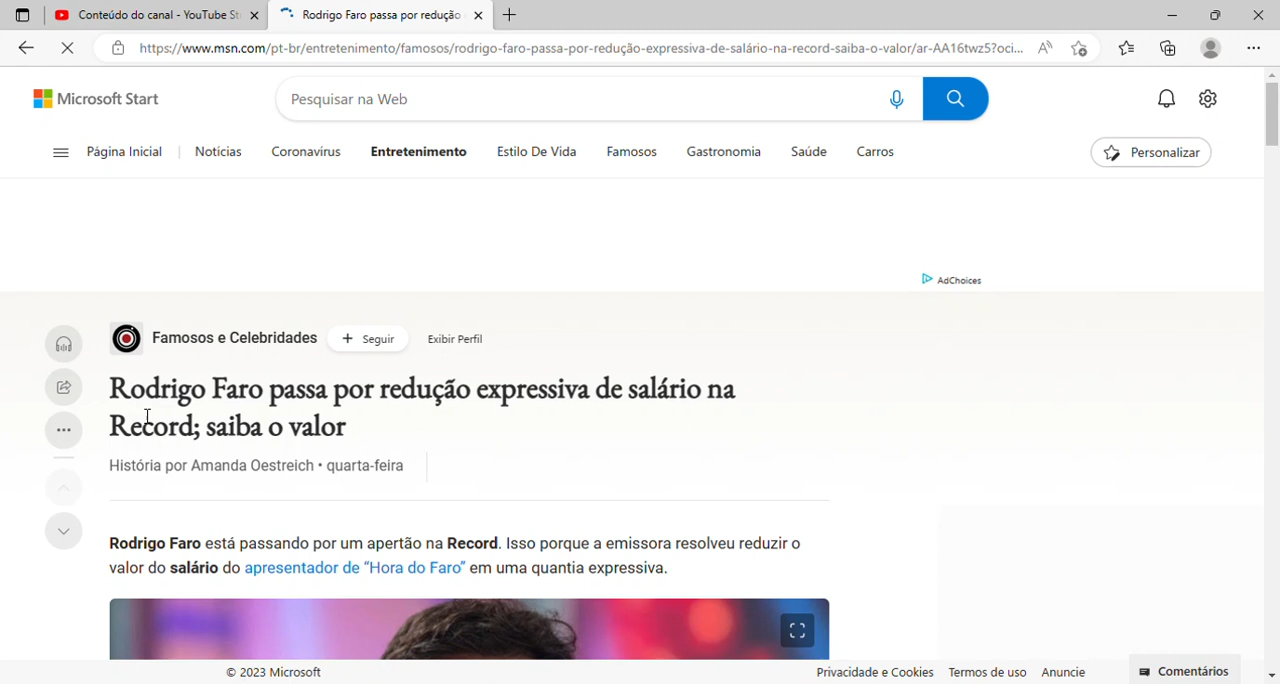 Conteúdo do canal - YouTube St
Rodrigo Faro passa por redução
https://www.msn.com/pt-br/entretenimento/famosos/rodrigo-faro-passa-por-redução-expressiva-de-salário-na-record-saiba-o-valor/ar-AA16twz5?oci...
Microsoft Start
Pesquisar na Web
Página Inicial
Notícias
Coronavírus
Entretenimento
Estilo De Vida
Famosos
Gastronomia
Saúde
Carros
Personalizar
AdChoices
Famosos e Celebridades
+ Seguir
Exibir Perfil
Rodrigo Faro passa por redução expressiva de salário na
Record; saiba o valor
História por Amanda Oestreich • quarta-feira
Rodrigo Faro está passando por um apertão na Record. Isso porque a emissora resolveu reduzir o
valor do salário do apresentador de “Hora do Faro” em uma quantia expressiva.
© 2023 Microsoft
Privacidade e Cookies
Termos de uso
Anuncie
Comentários